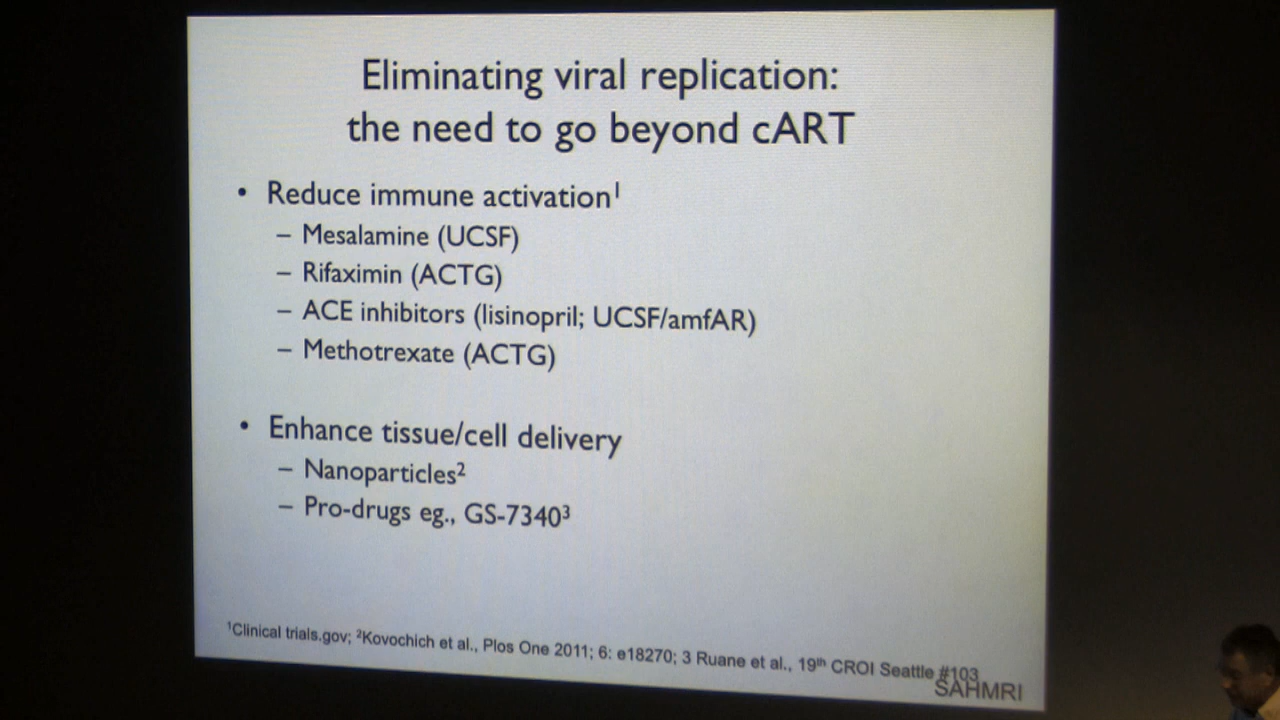 Eliminating viral replication:
the need to go beyond cART
• Reduce immune activation¹
– Mesalamine (UCSF)
– Rifaximin (ACTG)
– ACE inhibitors (lisinopril; UCSF/amfAR)
– Methotrexate (ACTG)
• Enhance tissue/cell delivery
– Nanoparticles²
– Pro-drugs eg., GS-7340³
¹Clinical trials.gov; ²Kovochich et al., Plos One 2011; 6: e18270; 3 Ruane et al., 19th CROI Seattle #103
SAHMRI